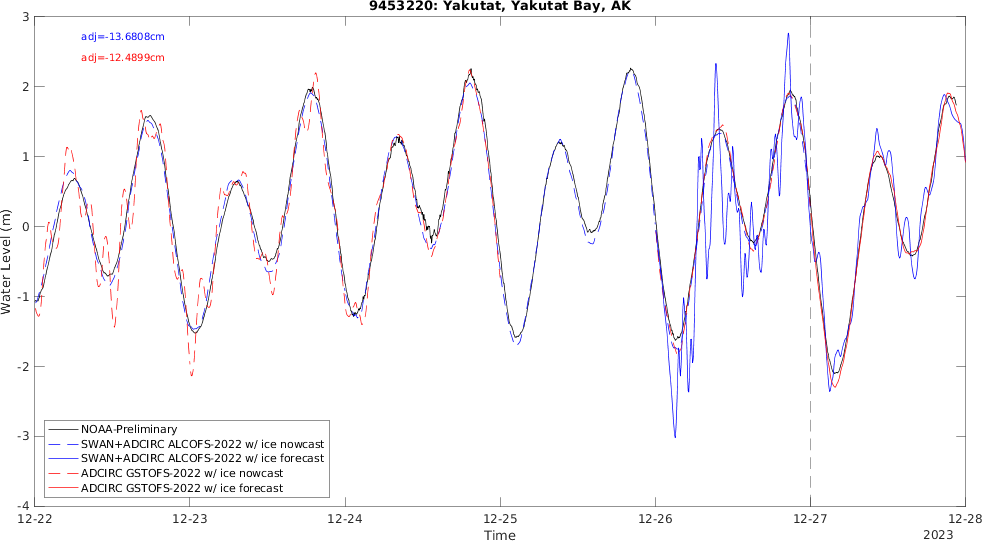 9453220: Yakutat, Yakutat Bay, AK
adj=-13.6808cm
adj=-12.4899cm
Water Level (m)
3
2
1
0
-1
-2
-3
-4
NOAA-Preliminary
SWAN+ADCIRC ALCOFS-2022 w/ ice nowcast
SWAN+ADCIRC ALCOFS-2022 w/ ice forecast
ADCIRC GSTOFS-2022 w/ ice nowcast
ADCIRC GSTOFS-2022 w/ ice forecast
12-22 12-23 12-24 12-25 12-26 12-27 12-28
Time
2023